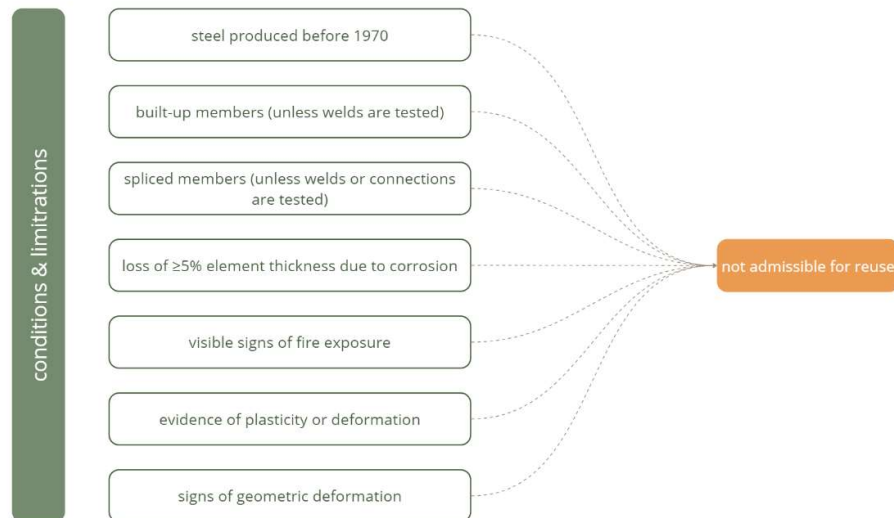 conditions & limitrations
steel produced before 1970
built-up members (unless welds are tested)
spliced members (unless welds or connections
are tested)
loss of ≥5% element thickness due to corrosion
visible signs of fire exposure
evidence of plasticity or deformation
signs of geometric deformation
not admissible for reuse